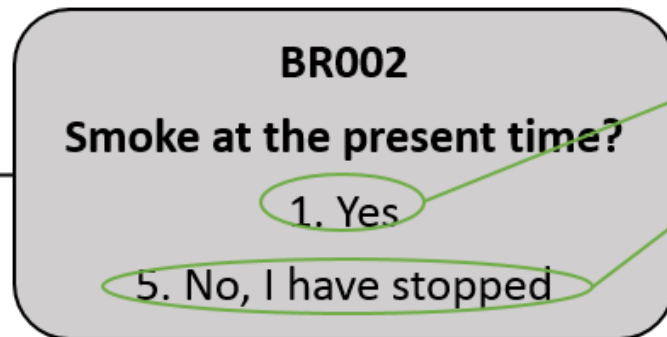 BR002
Smoke at the present time?
1. Yes
5. No, I have stopped